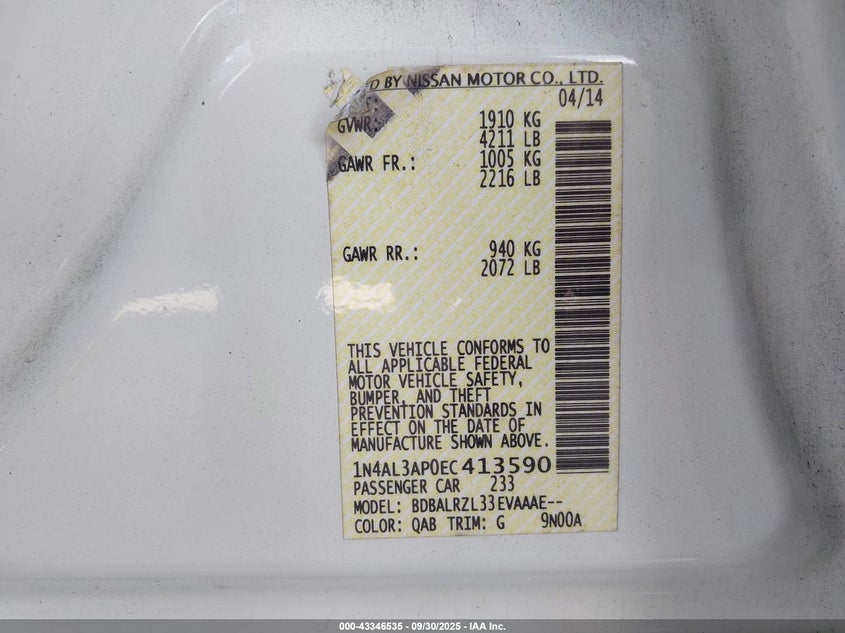 FD BY NISSAN MOTOR CO., LTD.
04/14
GVWR: 1910 KG
4211 LB
GAWR FR.: 1005 KG
2216 LB
GAWR RR.: 940 KG
2072 LB
THIS VEHICLE CONFORMS TO
ALL APPLICABLE FEDERAL
MOTOR VEHICLE SAFETY,
BUMPER, AND THEFT
PREVENTION STANDARDS IN
EFFECT ON THE DATE OF
MANUFACTURE SHOWN ABOVE.
1N4AL3AP0EC413590
PASSENGER CAR 233
MODEL: BDBALRZL33EVAAAE--
COLOR: QAB TRIM: G 9N00A
000-43346535 - 09/30/2025 - IAA Inc.